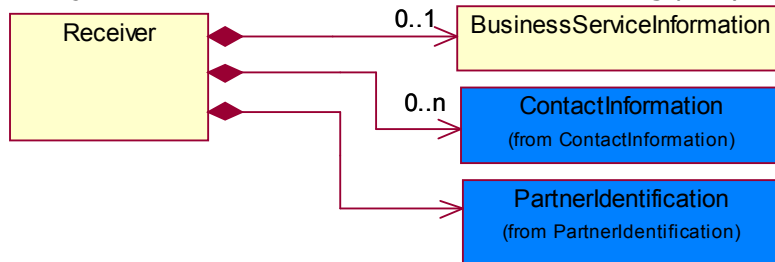 Receiver
0..1
BusinessServiceInformation
0..n
ContactInformation
(from ContactInformation)
PartnerIdentification
(from PartnerIdentification)